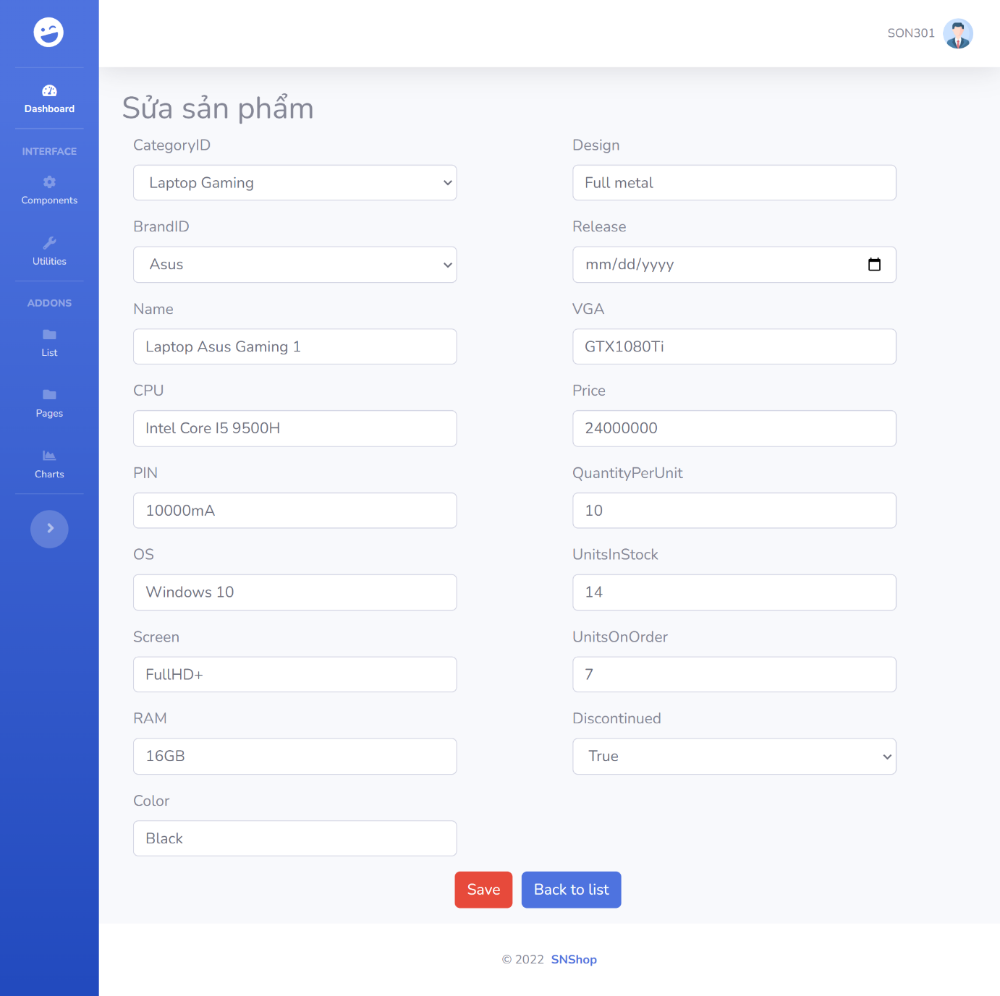 SON301
Dashboard
INTERFACE
Components
Utilities
ADDONS
List
Pages
Charts
Sửa sản phẩm
CategoryID
Laptop Gaming
BrandID
Asus
Name
Laptop Asus Gaming 1
CPU
Intel Core I5 9500H
PIN
10000mA
OS
Windows 10
Screen
FullHD+
RAM
16GB
Color
Black
Design
Full metal
Release
mm/dd/yyyy
VGA
GTX1080Ti
Price
24000000
QuantityPerUnit
10
UnitsInStock
14
UnitsOnOrder
7
Discontinued
True
Save
Back to list
© 2022 SNShop